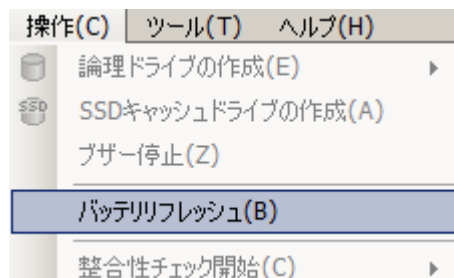 操作(C) ツール(T) ヘルプ(H)
論理ドライブの作成(E)
SSD SSDキャッシュドライブの作成(A)
ブザー停止(Z)
バッテリリフレッシュ(B)
整合性チェック開始(C)